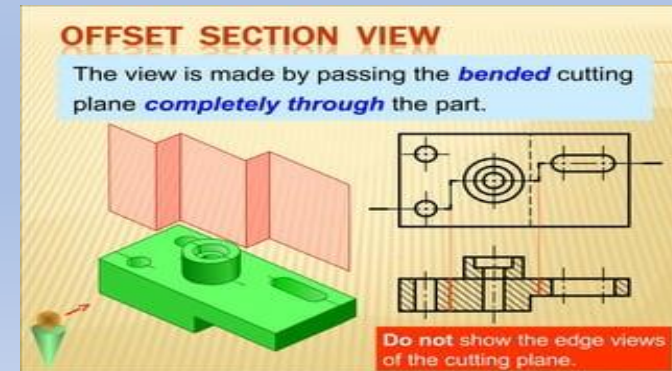 OFFSET SECTION VIEW
The view is made by passing the bended cutting
plane completely through the part.
Do not show the edge views
of the cutting plane.